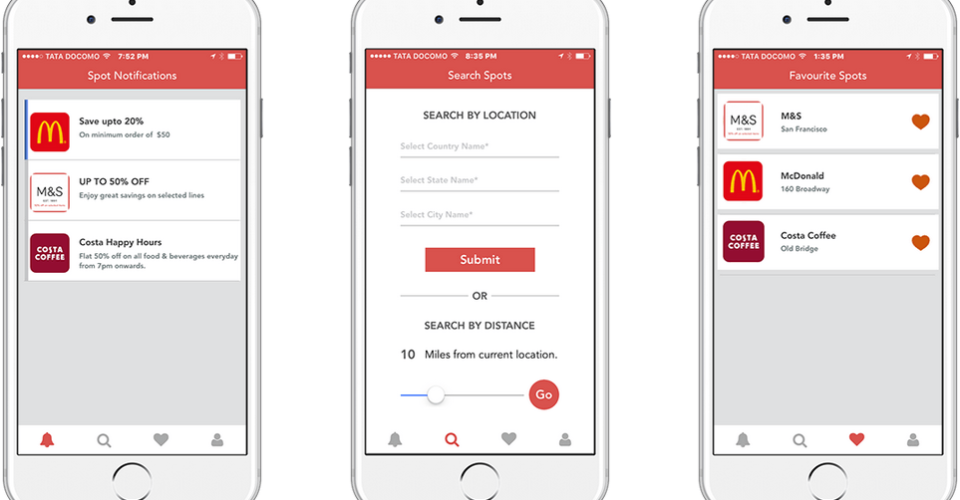 TATA DOCOMO 7:52 PM
Spot Notifications
Save upto 20%
On minimum order of $50
M&S
UP TO 50% OFF
Enjoy great savings on selected lines
COSTA
COFFEE
Costa Happy Hours
Flat 50% off on all food & beverages everyday
from 7pm onwards.
TATA DOCOMO 8:35 PM
Search Spots
SEARCH BY LOCATION
Select Country Name*
Select State Name*
Select City Name*
Submit
OR
SEARCH BY DISTANCE
10 Miles from current location.
Go
TATA DOCOMO 1:35 PM
Favourite Spots
M&S
M&S
San Francisco
McDonald
160 Broadway
COSTA
COFFEE
Costa Coffee
Old Bridge